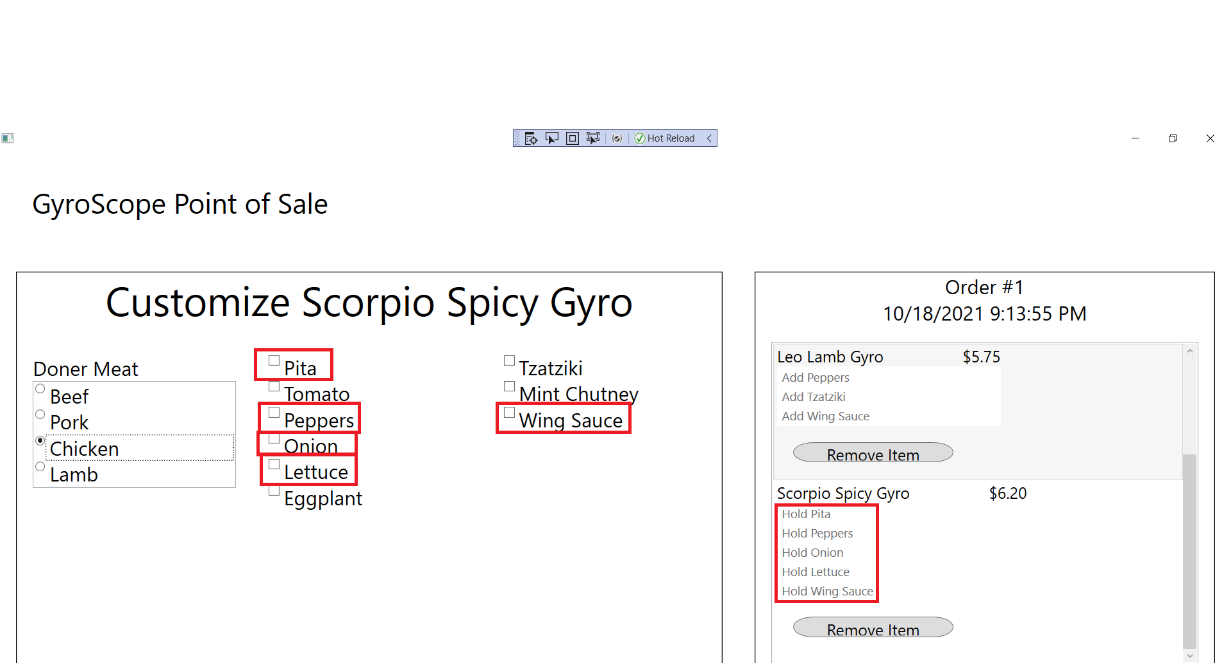 Hot Reload
GyroScope Point of Sale
Customize Scorpio Spicy Gyro
Doner Meat
Beef
Pork
Chicken
Lamb
Pita
Tomato
Peppers
Onion
Lettuce
Eggplant
Tzatziki
Mint Chutney
Wing Sauce
Order #1
10/18/2021 9:13:55 PM
Leo Lamb Gyro $5.75
Add Peppers
Add Tzatziki
Add Wing Sauce
Remove Item
Scorpio Spicy Gyro $6.20
Hold Pita
Hold Peppers
Hold Onion
Hold Lettuce
Hold Wing Sauce
Remove Item